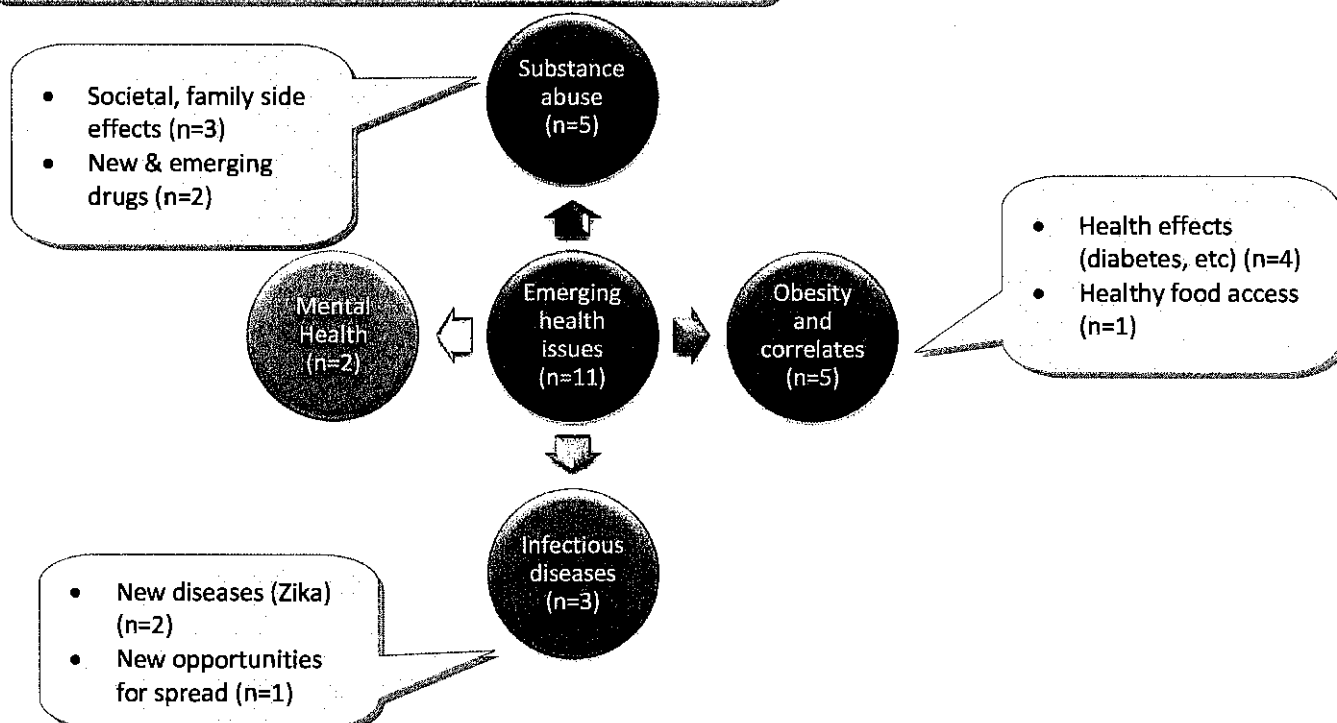 Substance
abuse
(n=5)
• Societal, family side
effects (n=3)
• New & emerging
drugs (n=2)
• Health effects
(diabetes, etc) (n=4)
• Healthy food access
(n=1)
Mental
Health
(n=2)
Emerging
health
issues
(n=11)
Obesity
and
correlates
(n=5)
Infectious
diseases
(n=3)
• New diseases (Zika)
(n=2)
• New opportunities
for spread (n=1)